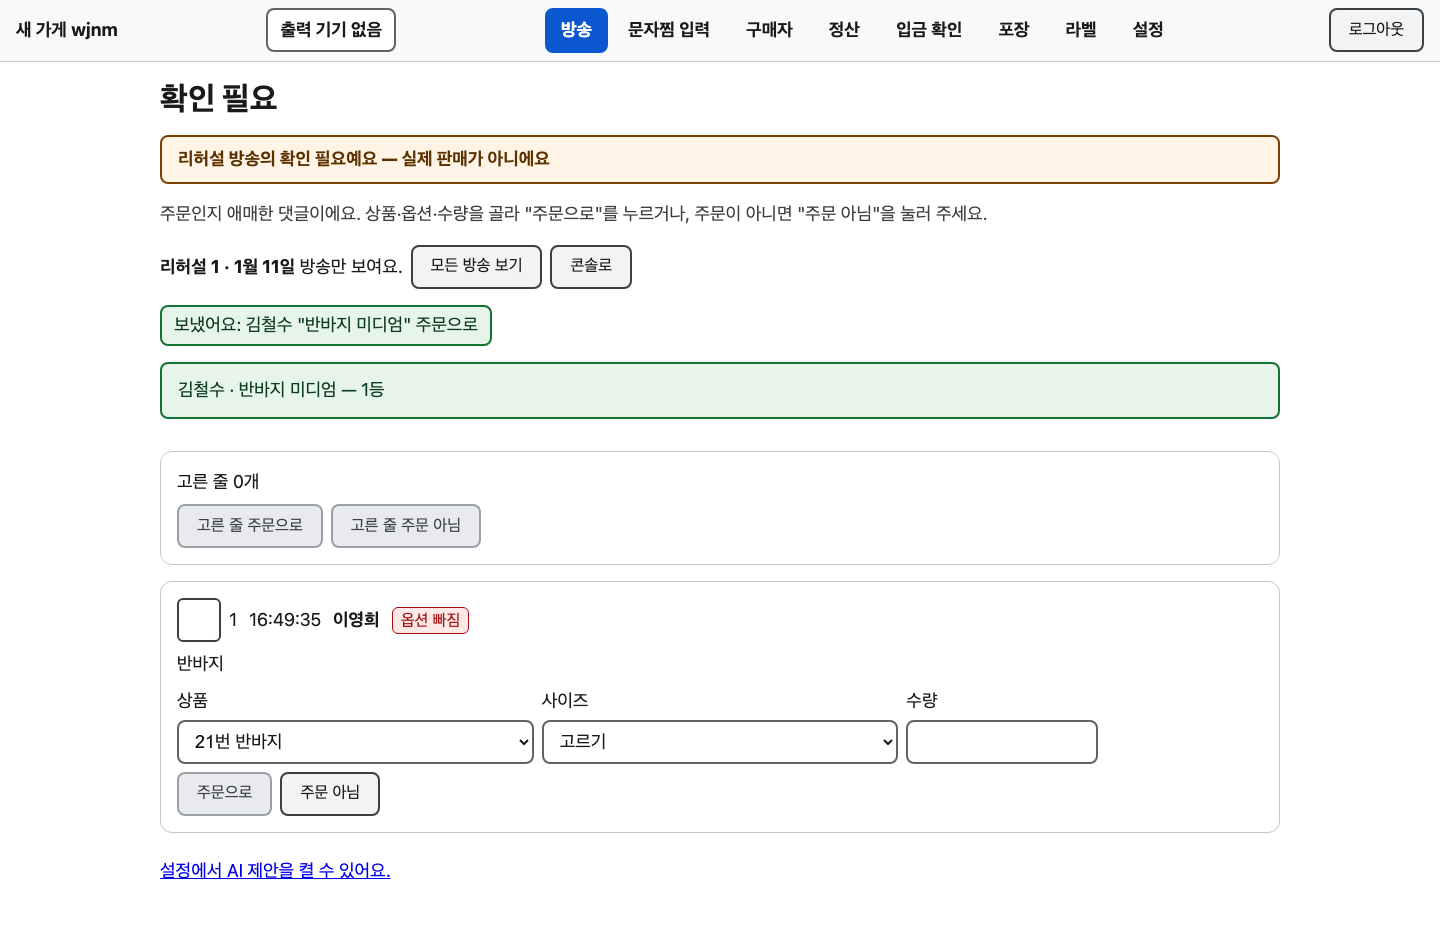 새 가게 wjnm
출력 기기 없음
방송
문자찜 입력
구매자
정산
입금 확인
포장
라벨
설정
로그아웃
확인 필요
리허설 방송의 확인 필요예요 — 실제 판매가 아니에요
주문인지 애매한 댓글이에요. 상품·옵션·수량을 골라 "주문으로"를 누르거나, 주문이 아니면 "주문 아님"을 눌러 주세요.
리허설 1 · 1월 11일 방송만 보여요.
모든 방송 보기
콘솔로
보냈어요: 김철수 "반바지 미디엄" 주문으로
김철수 · 반바지 미디엄 — 1등
고른 줄 0개
고른 줄 주문으로
고른 줄 주문 아님
1 16:49:35 이영희 옵션 빠짐
반바지
상품
사이즈
수량
21번 반바지
고르기
주문으로
주문 아님
설정에서 AI 제안을 켤 수 있어요.